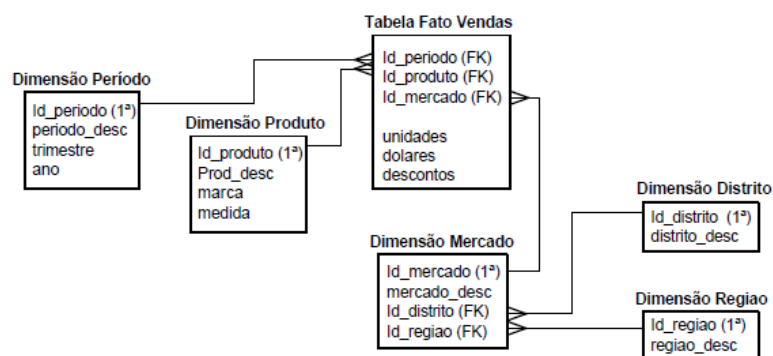 Tabela Fato Vendas
Id_periodo (FK)
Id_produto (FK)
Id_mercado (FK)
unidades
dolares
descontos
Dimensão Período
Id_periodo (1ª)
periodo_desc
trimestre
ano
Dimensão Produto
Id_produto (1ª)
Prod_desc
marca
medida
Dimensão Mercado
Id_mercado (1ª)
mercado_desc
Id_distrito (FK)
Id_regiao (FK)
Dimensão Distrito
Id_distrito (1ª)
distrito_desc
Dimensão Regiao
Id_regiao (1ª)
regiao_desc